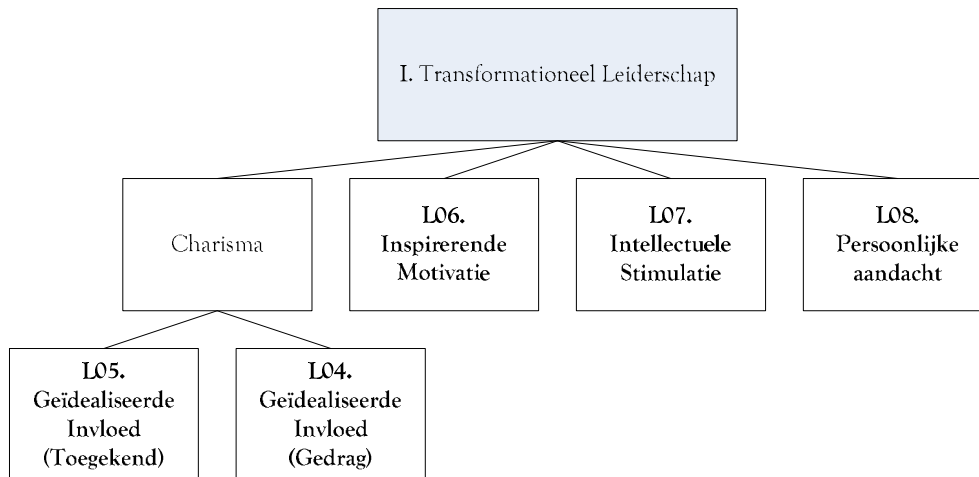 I. Transformationeel Leiderschap
Charisma
L06.
Inspirerende
Motivatie
L07.
Intellectuele
Stimulatie
L08.
Persoonlijke
aandacht
L05.
Geïdealiseerde
Invloed
(Toegekend)
L04.
Geïdealiseerde
Invloed
(Gedrag)